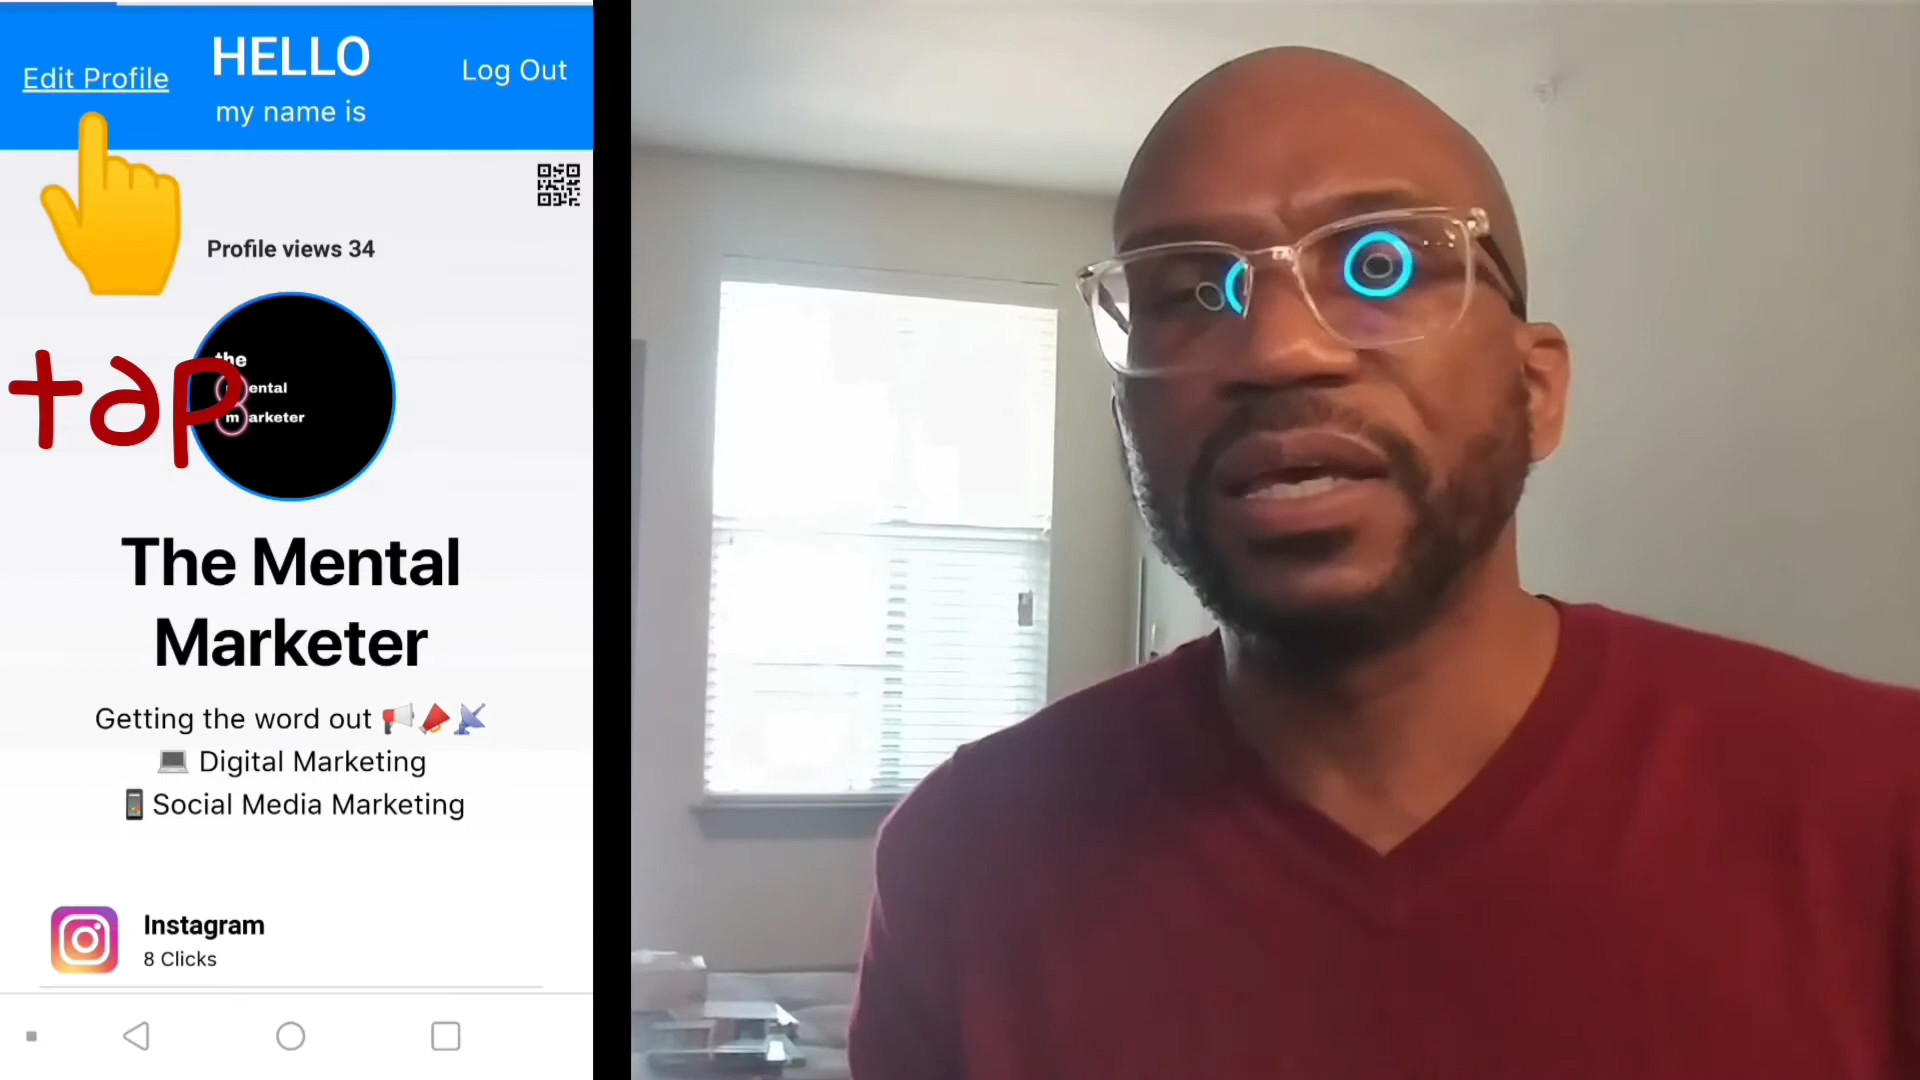 Edit Profile
HELLO
my name is
Log Out
Profile views 34
the
ental
m arketer
tap
The Mental
Marketer
Getting the word out 📢📣📡
💻 Digital Marketing
📱 Social Media Marketing
Instagram
8 Clicks